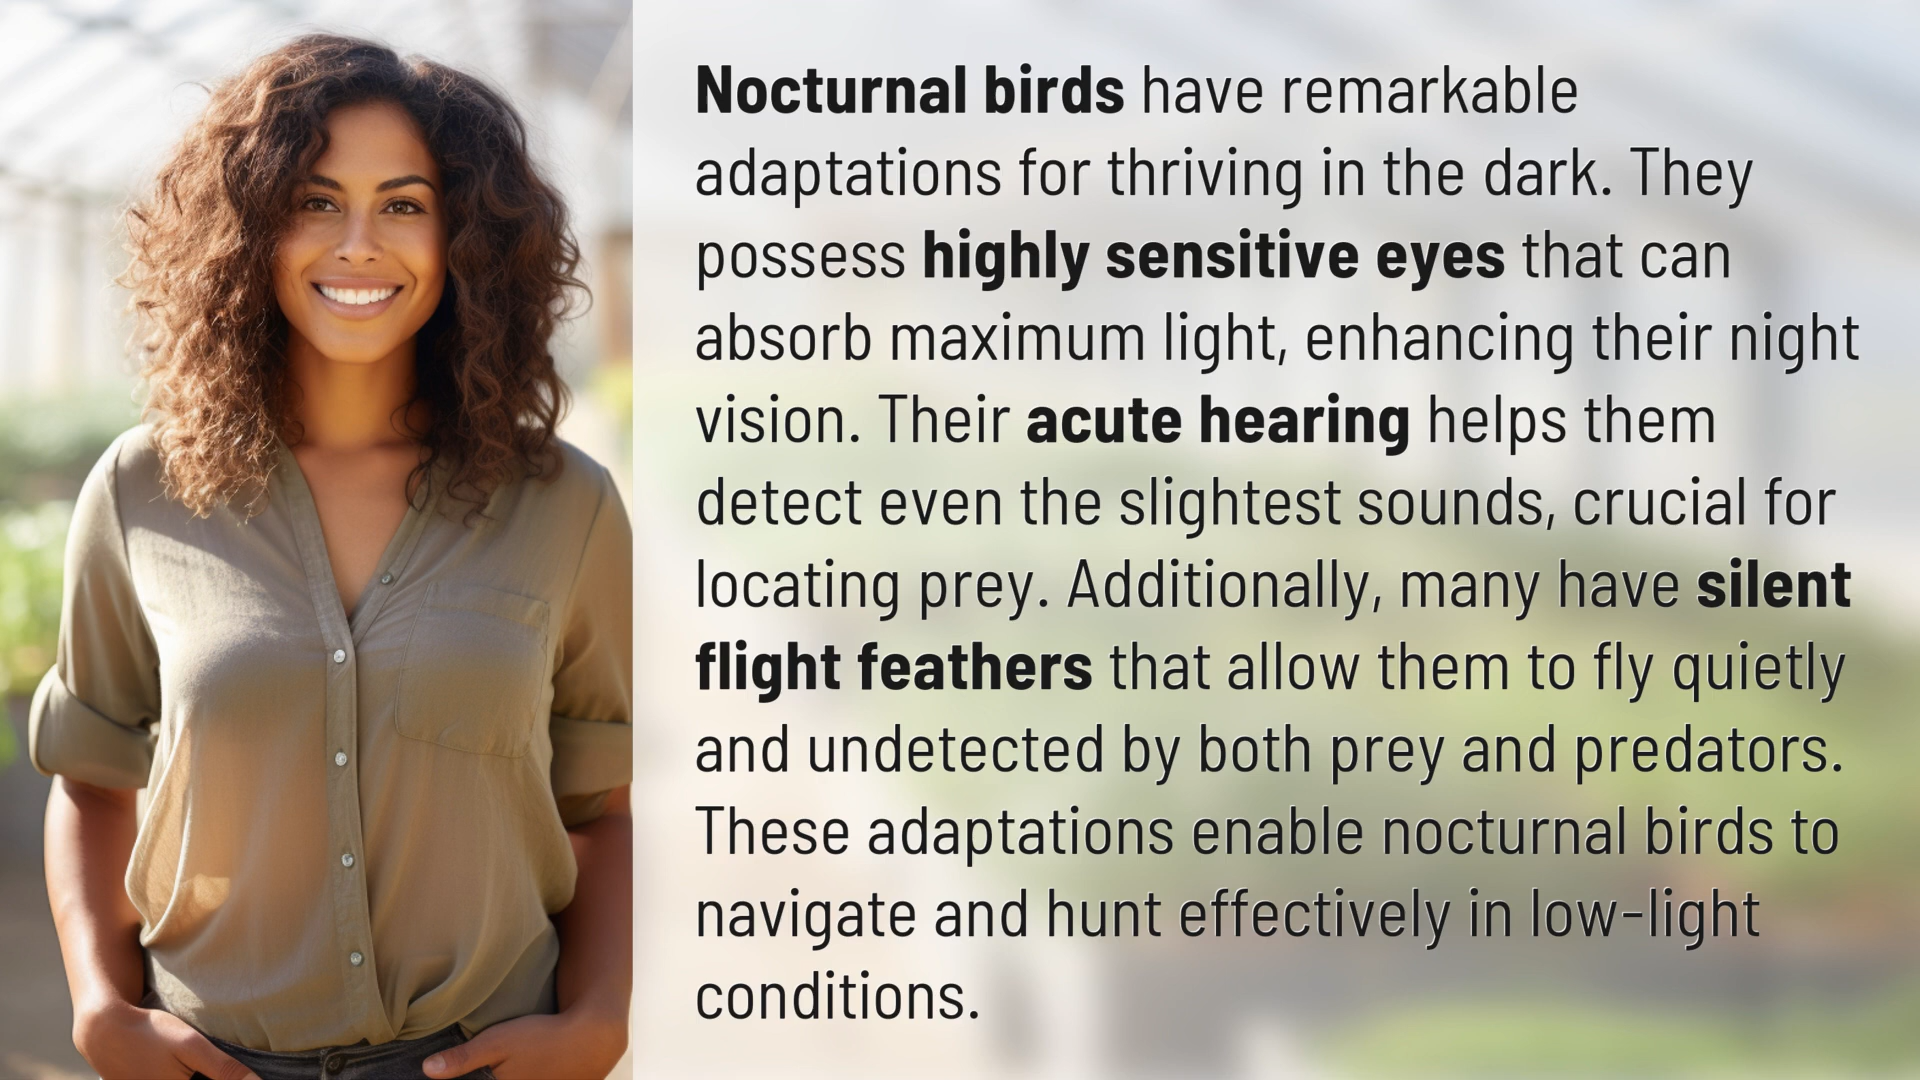 Nocturnal birds have remarkable
adaptations for thriving in the dark. They
possess highly sensitive eyes that can
absorb maximum light, enhancing their night
vision. Their acute hearing helps them
detect even the slightest sounds, crucial for
locating prey. Additionally, many have silent
flight feathers that allow them to fly quietly
and undetected by both prey and predators.
These adaptations enable nocturnal birds to
navigate and hunt effectively in low-light
conditions.